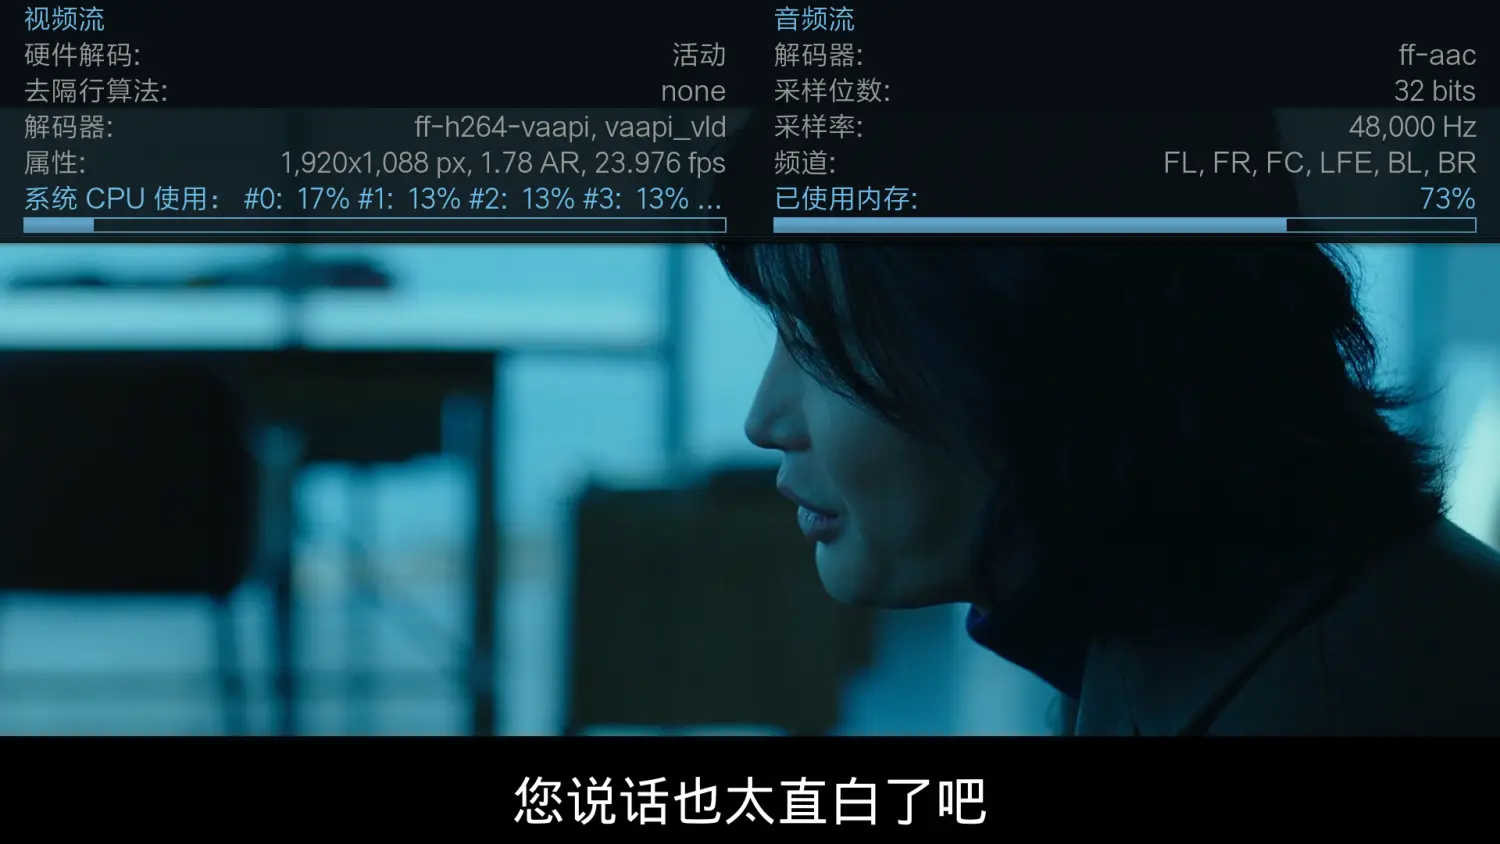 视频流
硬件解码: 活动
去隔行算法: none
解码器: ff-h264-vaapi, vaapi_vld
属性: 1,920x1,088 px, 1.78 AR, 23.976 fps
系统 CPU 使用: #0: 17% #1: 13% #2: 13% #3: 13% ...
音频流
解码器: ff-aac
采样位数: 32 bits
采样率: 48,000 Hz
频道: FL, FR, FC, LFE, BL, BR
已使用内存: 73%
您说话也太直白了吧